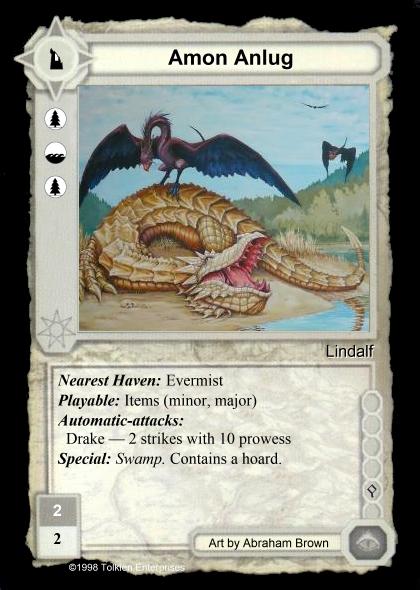 Amon Anlug
Lindalf
Nearest Haven: Evermist
Playable: Items (minor, major)
Automatic-attacks:
Drake — 2 strikes with 10 prowess
Special: Swamp. Contains a hoard.
2
2
Art by Abraham Brown
©1998 Tolkien Enterprises